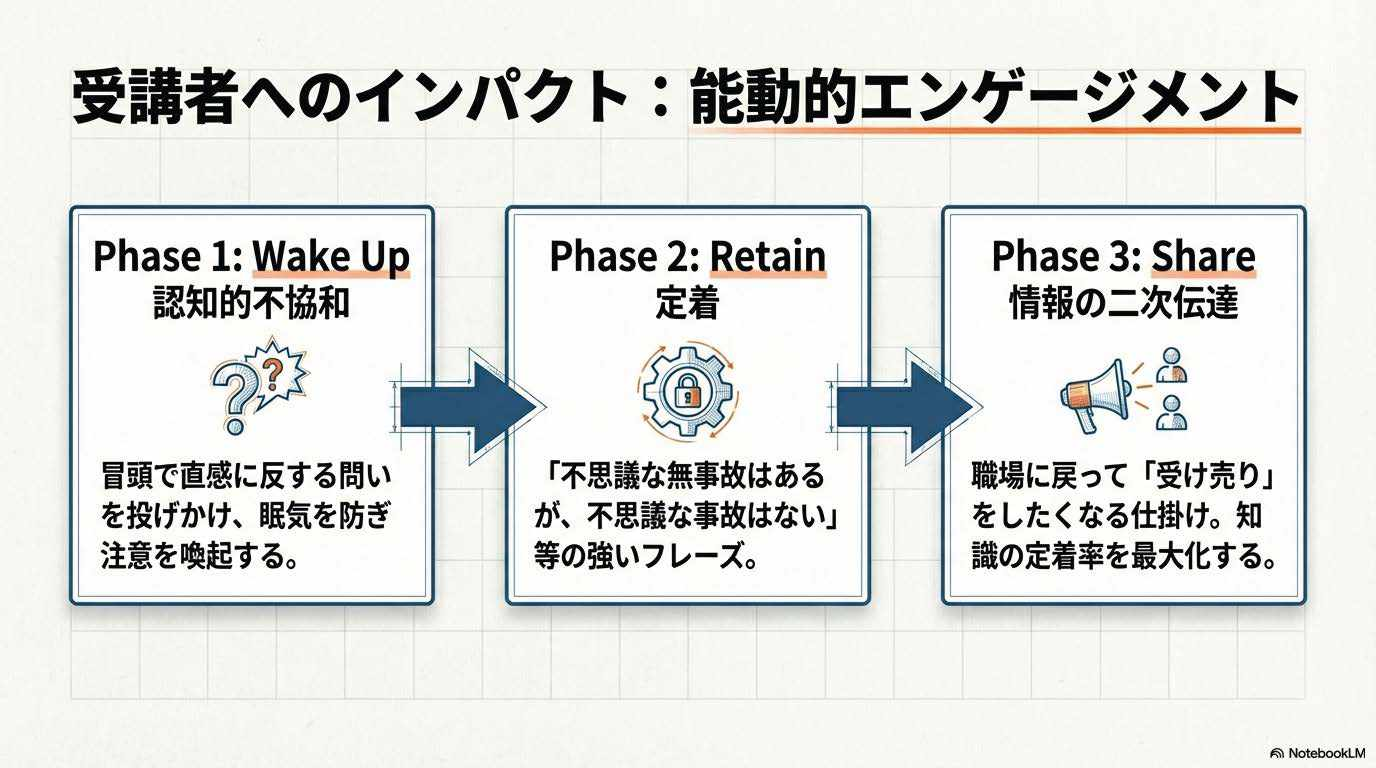 受講者へのインパクト：能動的エンゲージメント
Phase 1: Wake Up
認知的不協和
? ?
冒頭で直感に反する問い
を投げかけ、眠気を防ぎ
注意を喚起する。
Phase 2: Retain
定着
「不思議な無事故はある
が、不思議な事故はない」
等の強いフレーズ。
Phase 3: Share
情報の二次伝達
職場に戻って「受け売り」
をしたくなる仕掛け。知
識の定着率を最大化する。
NotebookLM